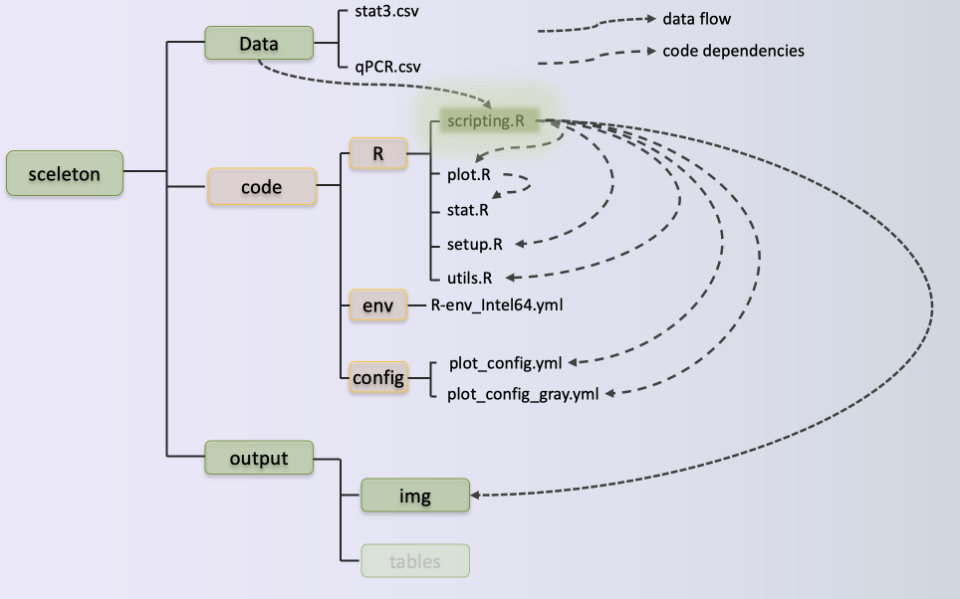 stat3.csv
Data
qPCR.csv
data flow
code dependencies
scripting.R
R
plot.R
sceleton
code
stat.R
setup.R
utils.R
env
R-env_Intel64.yml
plot_config.yml
config
plot_config_gray.yml
output
img
tables